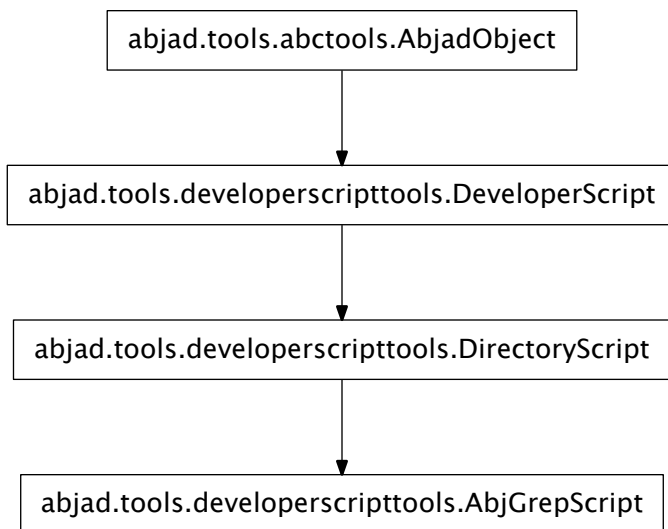 abjad.tools.abctools.AbjadObject
abjad.tools.developerscripttools.DeveloperScript
abjad.tools.developerscripttools.DirectoryScript
abjad.tools.developerscripttools.AbjGrepScript